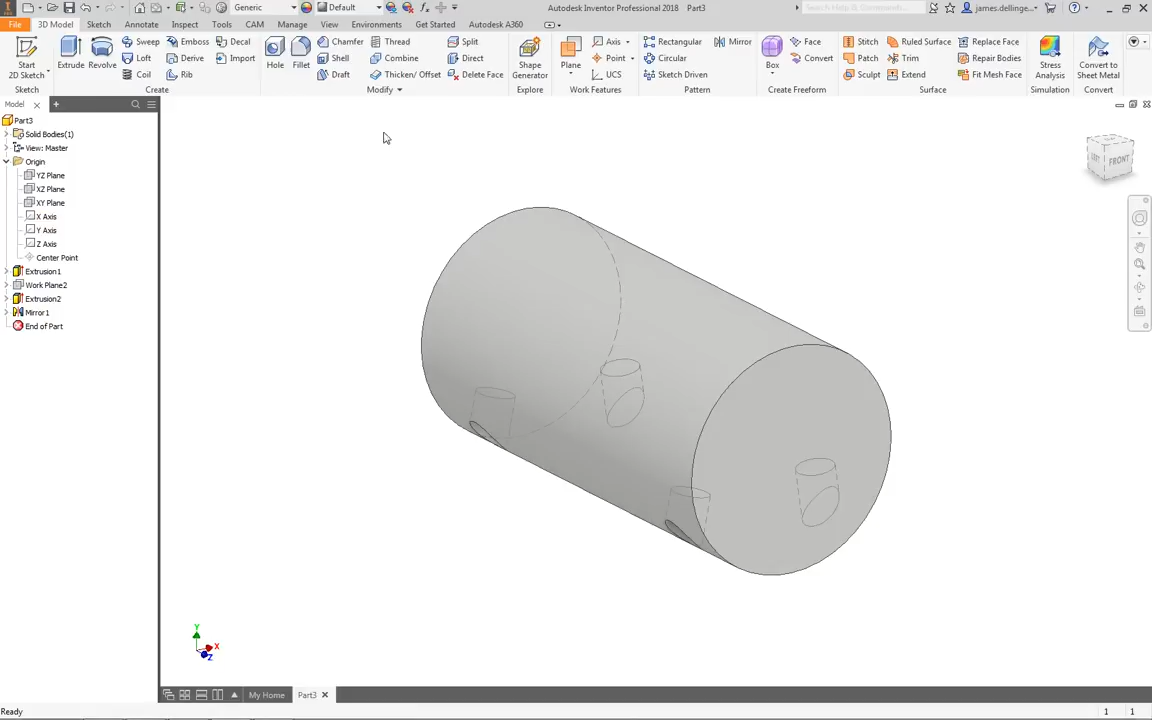 Generic Default Autodesk Inventor Professional 2018 Part3 Search Help & Commands... james.dellinge...
File 3D Model Sketch Annotate Inspect Tools CAM Manage View Environments Get Started Autodesk A360
Start
2D Sketch
Sketch
Extrude Revolve
Sweep Emboss Decal
Loft Derive Import
Coil Rib
Create
Hole Fillet
Chamfer Thread Split
Shell Combine Direct
Draft Thicken/ Offset Delete Face
Modify
Shape
Generator
Explore
Plane
Axis
Point
UCS
Work Features
Rectangular Mirror
Circular
Sketch Driven
Pattern
Box
Face
Convert
Create Freeform
Stitch Ruled Surface Replace Face
Patch Trim Repair Bodies
Sculpt Extend Fit Mesh Face
Surface
Stress
Analysis
Simulation
Convert to
Sheet Metal
Convert
Model
Part3
Solid Bodies(1)
View: Master
Origin
YZ Plane
XZ Plane
XY Plane
X Axis
Y Axis
Z Axis
Center Point
Extrusion1
Work Plane2
Extrusion2
Mirror1
End of Part
LEFT FRONT
Y
X
Z
My Home Part3
Ready 1 1